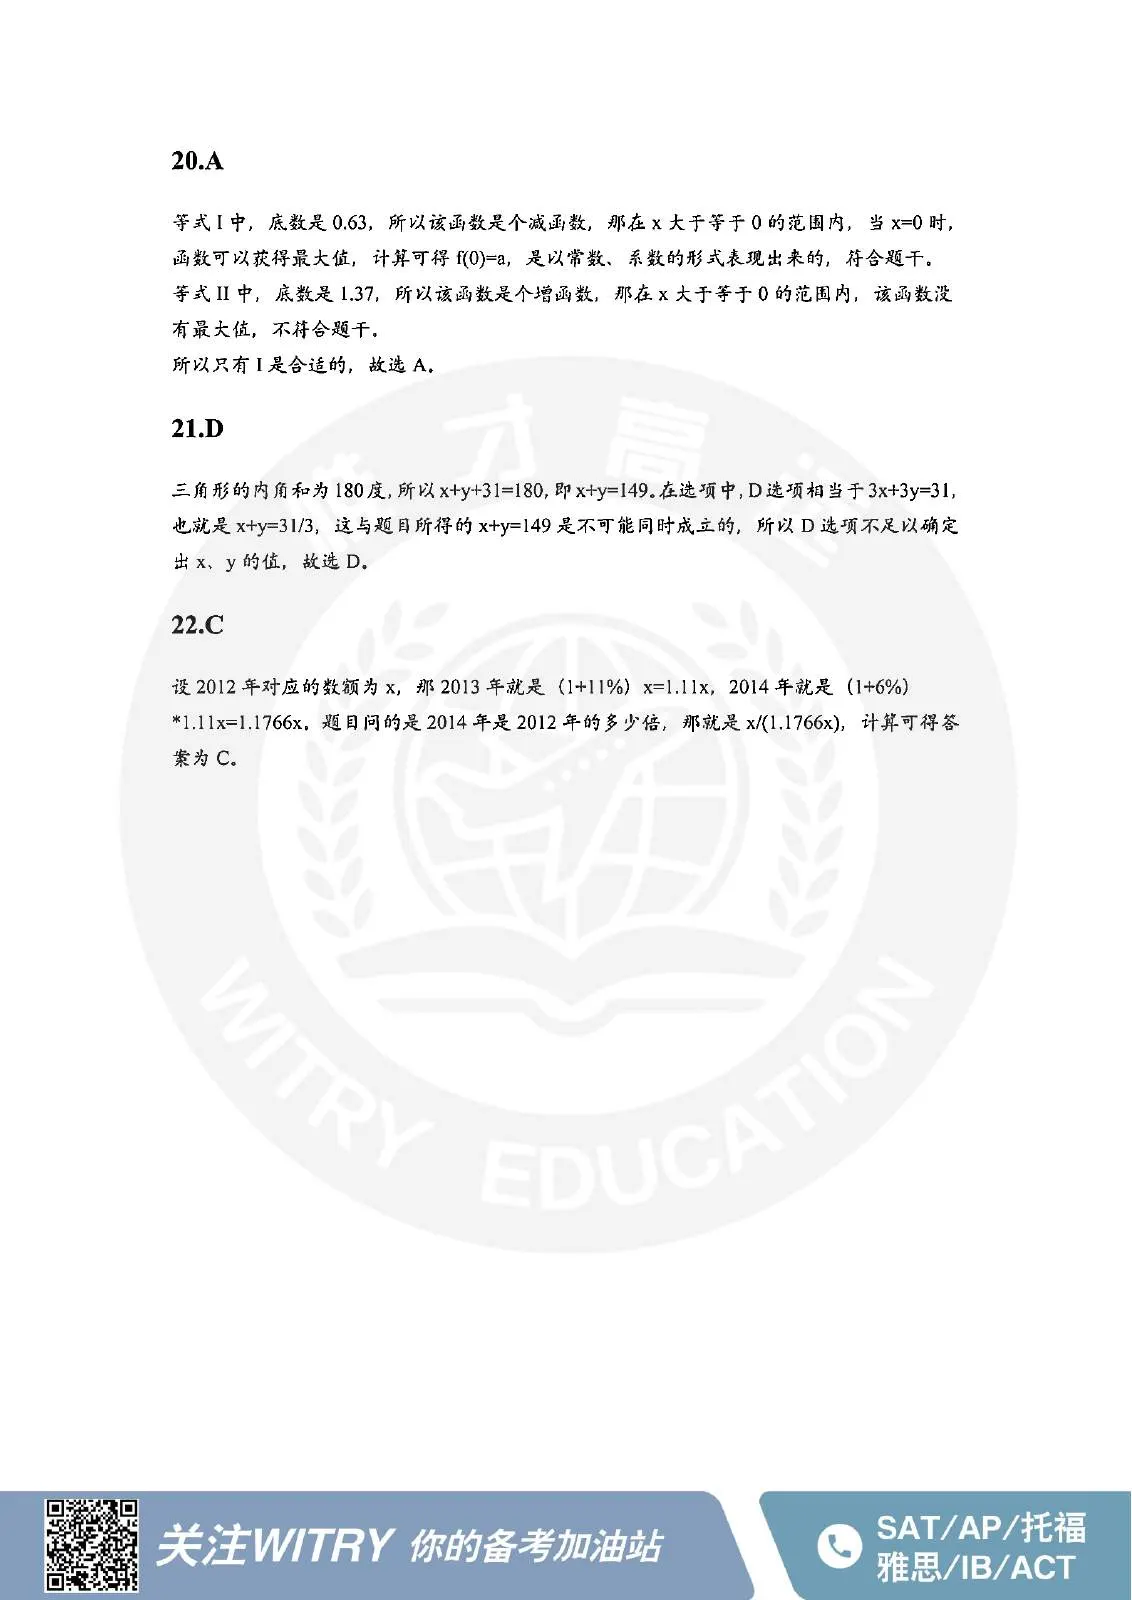 20.A
等式 I 中，底数是 0.63，所以该函数是个减函数，那在 x 大于等于 0 的范围内，当 x=0 时，
函数可以获得最大值，计算可得 f(0)=a，是以常数、系数的形式表现出来的，符合题干。
等式 II 中，底数是 1.37，所以该函数是个增函数，那在 x 大于等于 0 的范围内，该函数没
有最大值，不符合题干。
所以只有 I 是合适的，故选 A。
21.D
三角形的内角和为 180 度，所以 x+y+31=180，即 x+y=149。在选项中，D 选项相当于 3x+3y=31，
也就是 x+y=31/3，这与题目所得的 x+y=149 是不可能同时成立的，所以 D 选项不足以确定
出 x、y 的值，故选 D。
22.C
设 2012 年对应的数额为 x，那 2013 年就是（1+11%）x=1.11x，2014 年就是（1+6%）
*1.11x=1.1766x。题目问的是 2014 年是 2012 年的多少倍，那就是 x/(1.1766x)，计算可得答
案为 C。
WITRY EDUCATION
关注WITRY 你的备考加油站
SAT/AP/托福
雅思/IB/ACT